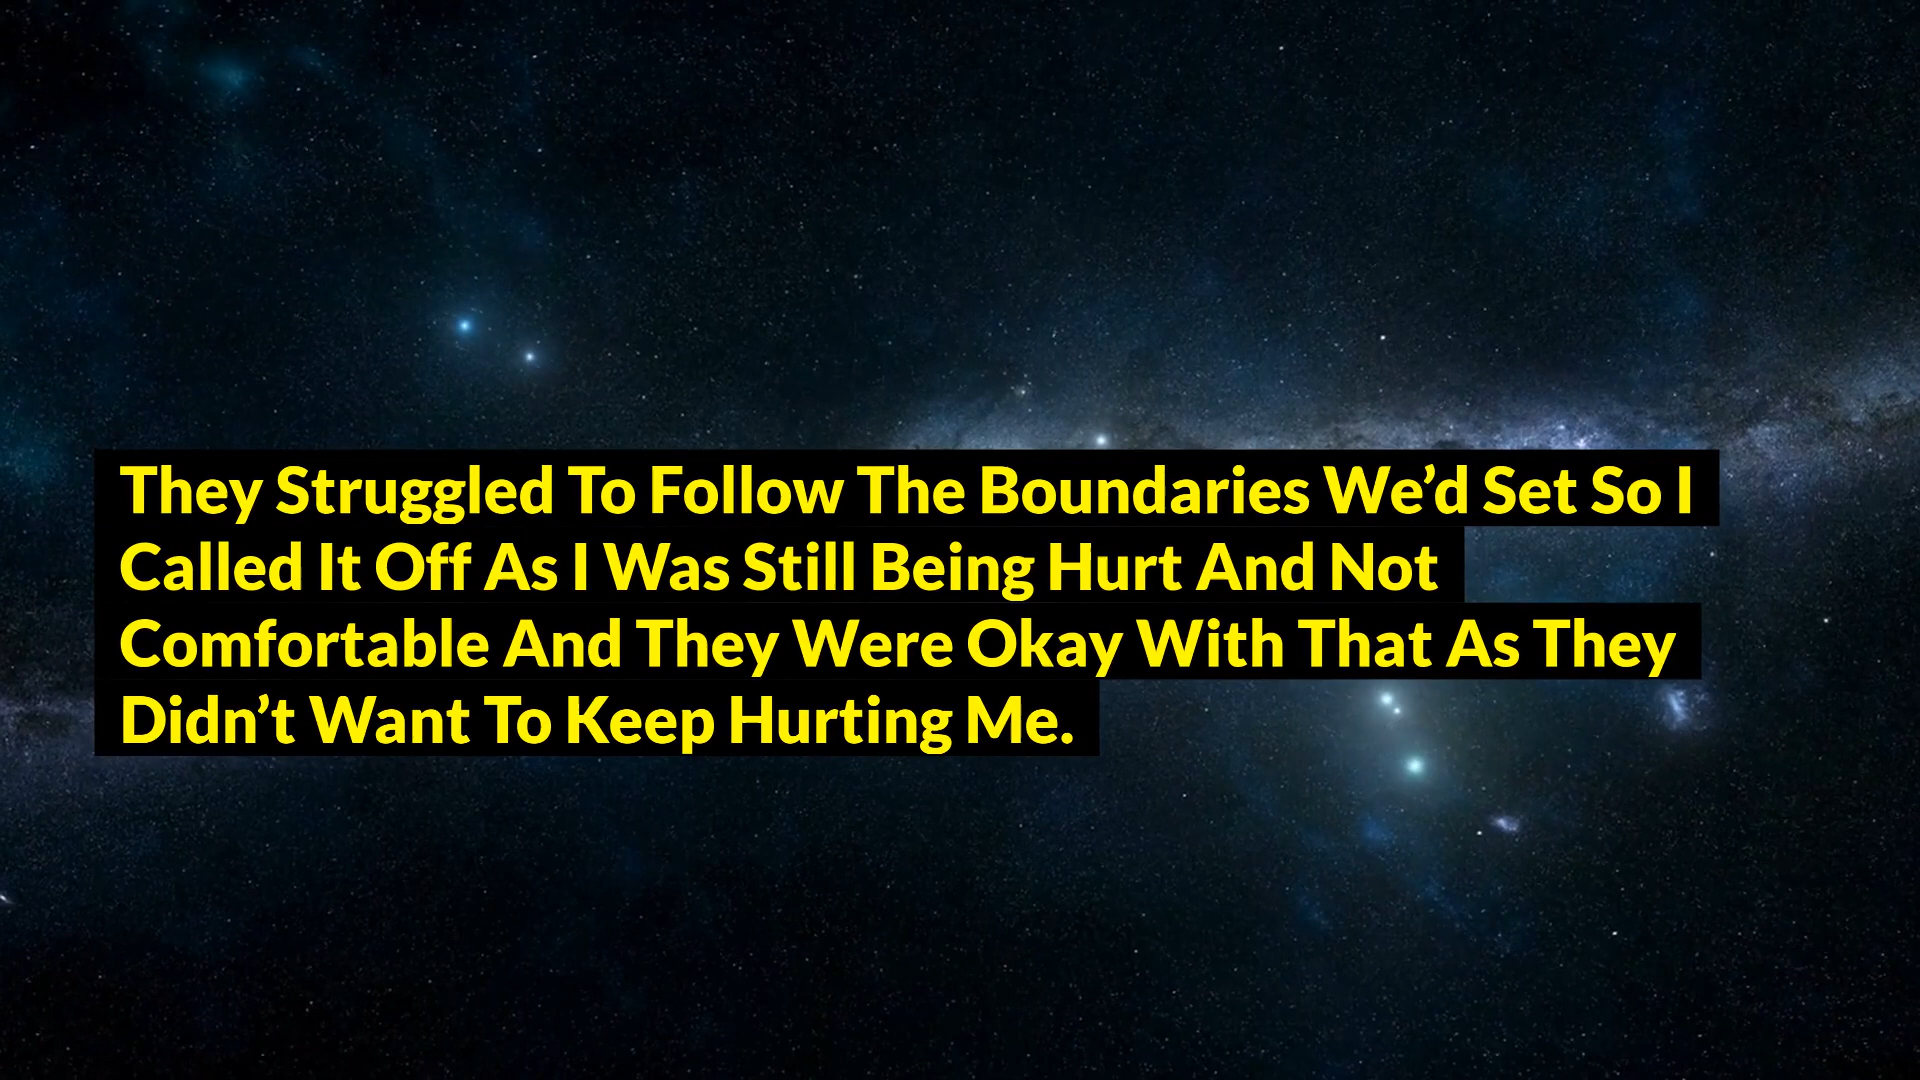 They Struggled To Follow The Boundaries We’d Set So I
Called It Off As I Was Still Being Hurt And Not
Comfortable And They Were Okay With That As They
Didn’t Want To Keep Hurting Me.